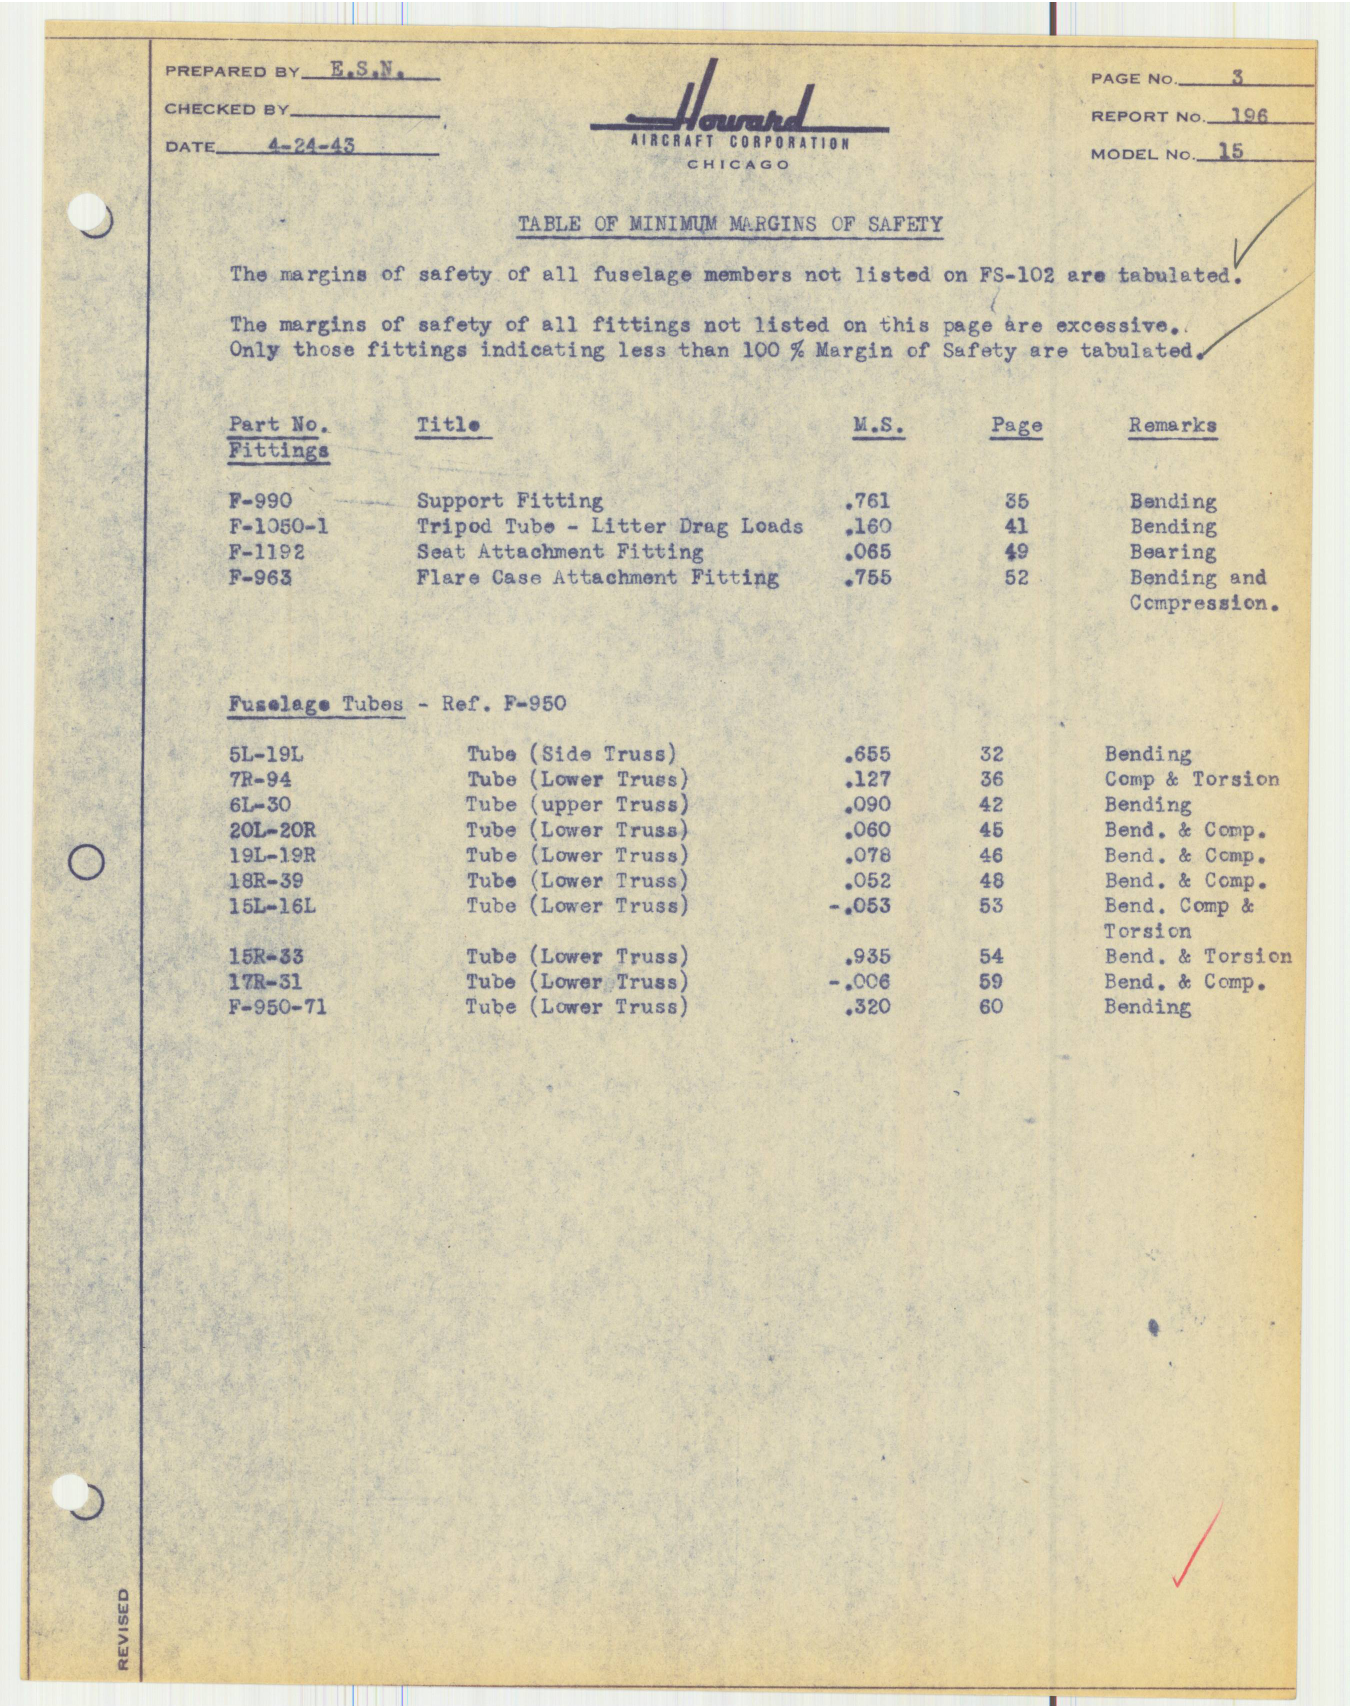 PREPARED BY E.S.N.
CHECKED BY
DATE 4-24-43
Howard
AIRCRAFT CORPORATION
CHICAGO
PAGE No. 3
REPORT No. 196
MODEL No. 15
TABLE OF MINIMUM MARGINS OF SAFETY
The margins of safety of all fuselage members not listed on FS-102 are tabulated.
The margins of safety of all fittings not listed on this page are excessive.
Only those fittings indicating less than 100 % Margin of Safety are tabulated.
Part No. Title M.S. Page Remarks
Fittings
F-990 Support Fitting .761 35 Bending
F-1050-1 Tripod Tube - Litter Drag Loads .160 41 Bending
F-1192 Seat Attachment Fitting .065 49 Bearing
F-963 Flare Case Attachment Fitting .755 52 Bending and
Compression.
Fuselage Tubes - Ref. F-950
5L-19L Tube (Side Truss) .655 32 Bending
7R-94 Tube (Lower Truss) .127 36 Comp & Torsion
6L-30 Tube (upper Truss) .090 42 Bending
20L-20R Tube (Lower Truss) .060 45 Bend. & Comp.
19L-19R Tube (Lower Truss) .078 46 Bend. & Comp.
18R-39 Tube (Lower Truss) .052 48 Bend. & Comp.
15L-16L Tube (Lower Truss) -.053 53 Bend. Comp &
Torsion
15R-33 Tube (Lower Truss) .935 54 Bend. & Torsion
17R-31 Tube (Lower Truss) -.006 59 Bend. & Comp.
F-950-71 Tube (Lower Truss) .320 60 Bending
REVISED